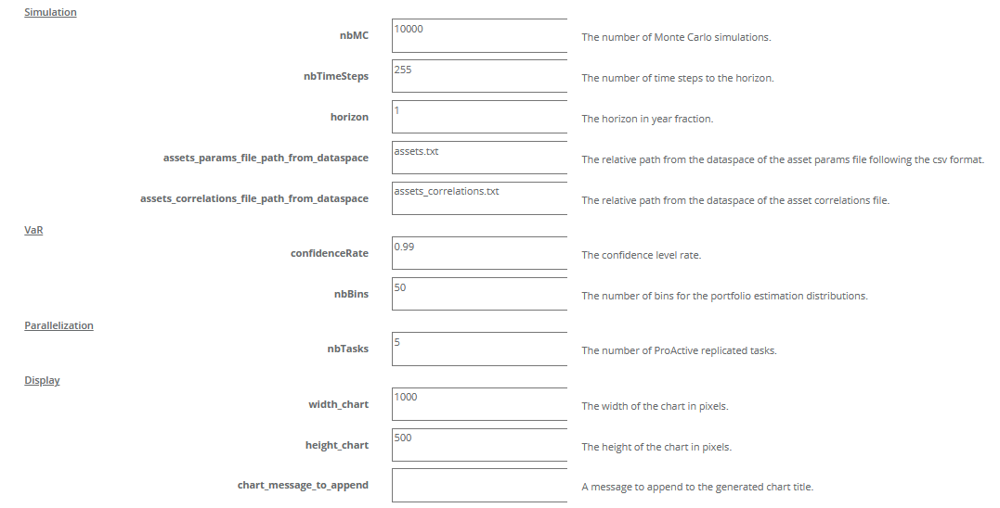 Simulation
nbMC 10000 The number of Monte Carlo simulations.
nbTimeSteps 255 The number of time steps to the horizon.
horizon 1 The horizon in year fraction.
assets_params_file_path_from_dataspace assets.txt The relative path from the dataspace of the asset params file following the csv format.
assets_correlations_file_path_from_dataspace assets_correlations.txt The relative path from the dataspace of the asset correlations file.
VaR
confidenceRate 0.99 The confidence level rate.
nbBins 50 The number of bins for the portfolio estimation distributions.
Parallelization
nbTasks 5 The number of ProActive replicated tasks.
Display
width_chart 1000 The width of the chart in pixels.
height_chart 500 The height of the chart in pixels.
chart_message_to_append A message to append to the generated chart title.